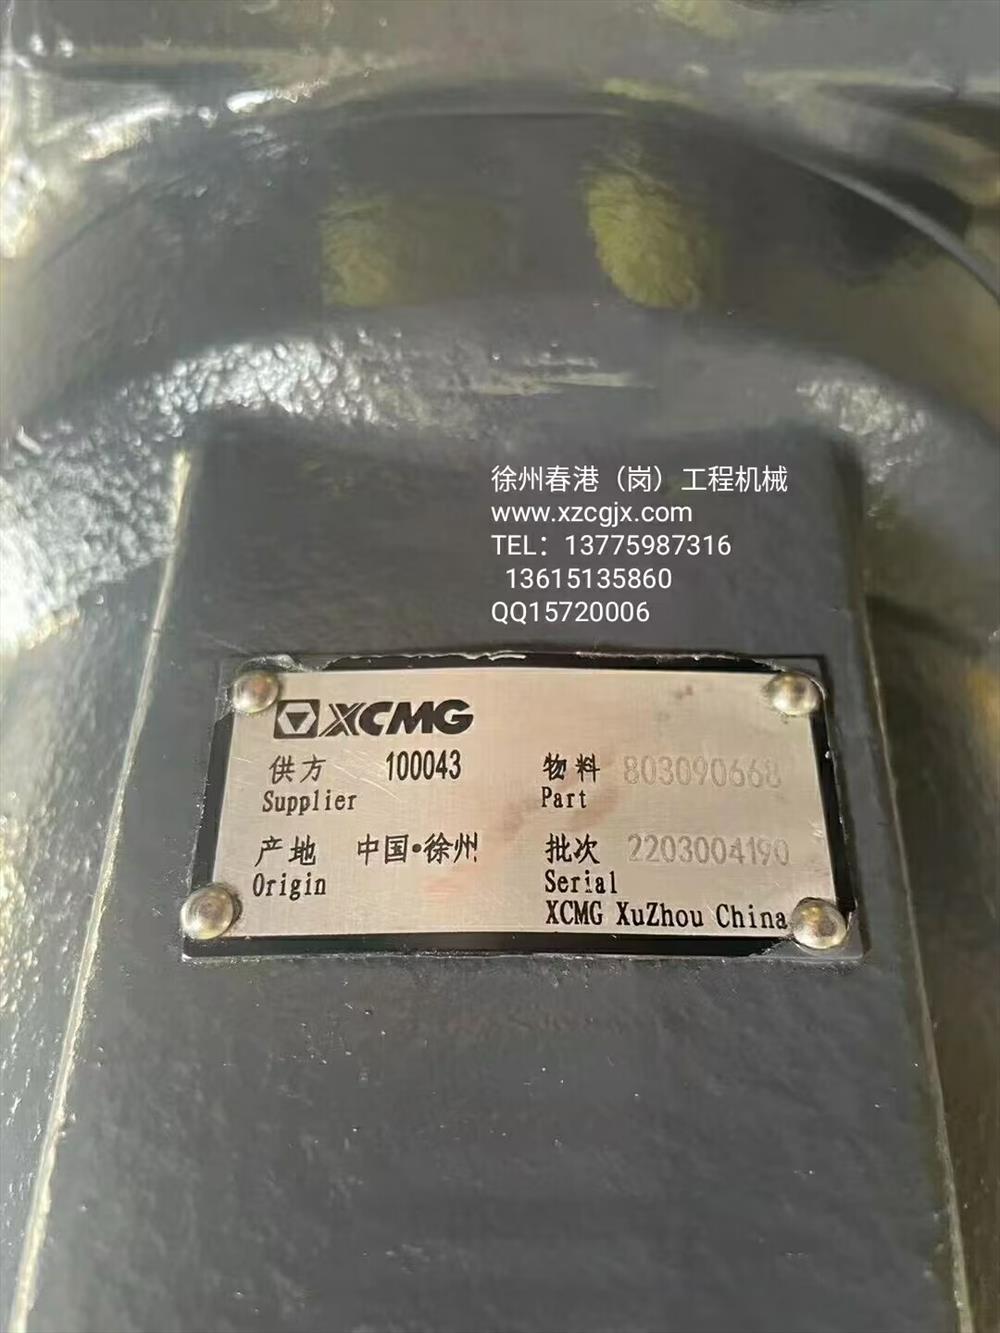 徐州春港（岗）工程机械
www.xzcgjx.com
TEL：13775987316
13615135860
QQ15720006
XCMG
供方 100043 物料 803090668
Supplier Part
产地 中国·徐州 批次 2203004190
Origin Serial
XCMG XuZhou China